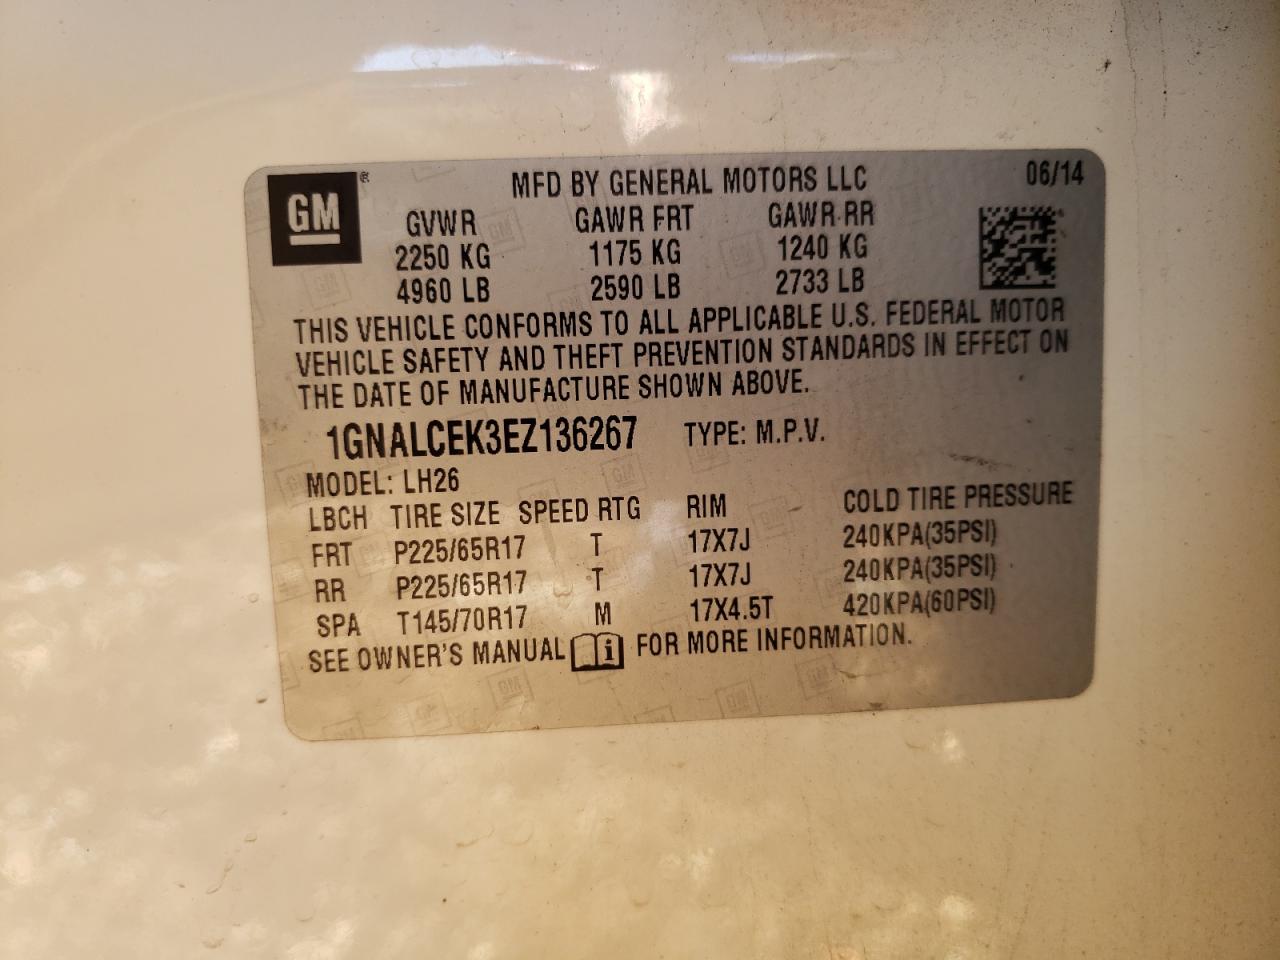 GM®
MFD BY GENERAL MOTORS LLC 06/14
GVWR GAWR FRT GAWR RR
2250 KG 1175 KG 1240 KG
4960 LB 2590 LB 2733 LB
THIS VEHICLE CONFORMS TO ALL APPLICABLE U.S. FEDERAL MOTOR
VEHICLE SAFETY AND THEFT PREVENTION STANDARDS IN EFFECT ON
THE DATE OF MANUFACTURE SHOWN ABOVE.
1GNALCEK3EZ136267 TYPE: M.P.V.
MODEL: LH26
LBCH TIRE SIZE SPEED RTG RIM COLD TIRE PRESSURE
FRT P225/65R17 T 17X7J 240KPA(35PSI)
RR P225/65R17 T 17X7J 240KPA(35PSI)
SPA T145/70R17 M 17X4.5T 420KPA(60PSI)
SEE OWNER'S MANUAL i FOR MORE INFORMATION.